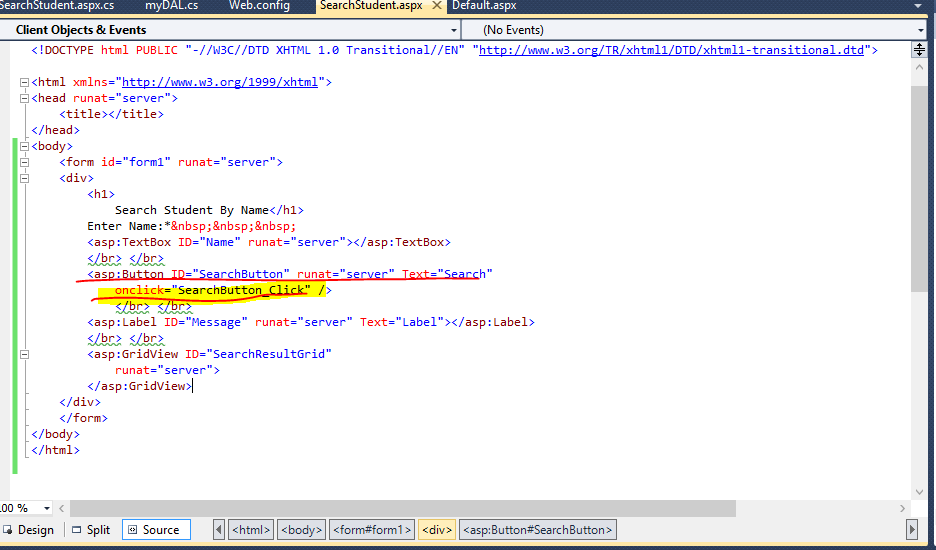 SearchStudent.aspx.cs myDAL.cs Web.config SearchStudent.aspx Default.aspx
Client Objects & Events (No Events)
<!DOCTYPE html PUBLIC "-//W3C//DTD XHTML 1.0 Transitional//EN" "http://www.w3.org/TR/xhtml1/DTD/xhtml1-transitional.dtd">
<html xmlns="http://www.w3.org/1999/xhtml">
<head runat="server">
<title></title>
</head>
<body>
<form id="form1" runat="server">
<div>
<h1>
Search Student By Name</h1>
Enter Name:*&nbsp;&nbsp;&nbsp;
<asp:TextBox ID="Name" runat="server"></asp:TextBox>
</br> </br>
<asp:Button ID="SearchButton" runat="server" Text="Search"
onclick="SearchButton_Click" />
</br> </br>
<asp:Label ID="Message" runat="server" Text="Label"></asp:Label>
</br> </br>
<asp:GridView ID="SearchResultGrid"
runat="server">
</asp:GridView>
</div>
</form>
</body>
</html>
100 %
Design Split Source <html> <body> <form#form1> <div> <asp:Button#SearchButton>